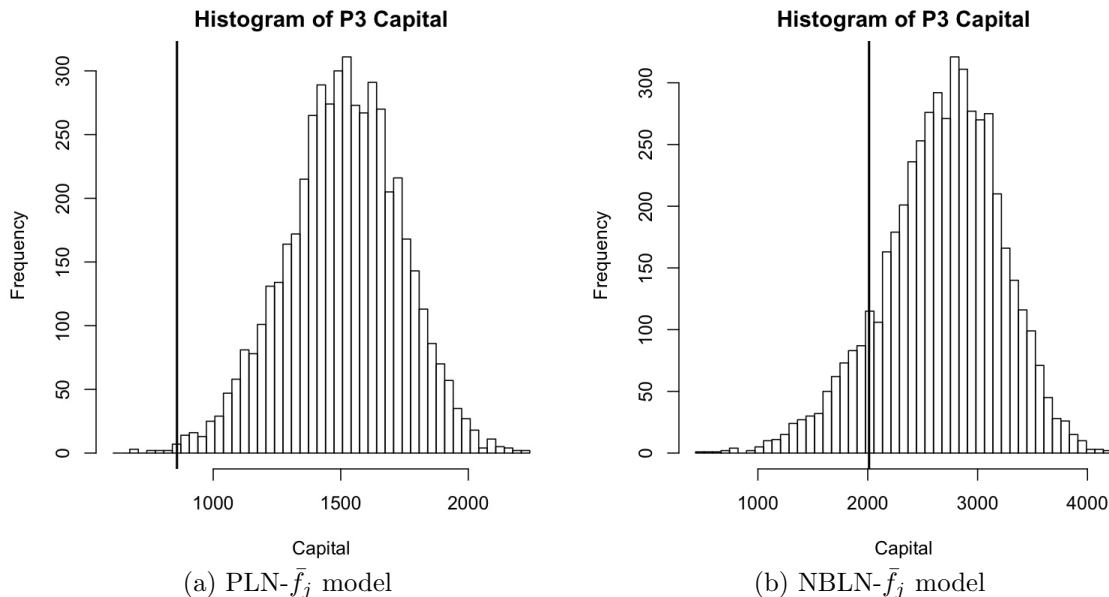 Histogram of P3 Capital
Frequency
0 50 100 150 200 250 300
1000 1500 2000
Capital
(a) PLN-f̄ⱼ model
Histogram of P3 Capital
Frequency
0 50 100 150 200 250 300
1000 2000 3000 4000
Capital
(b) NBLN-f̄ⱼ model